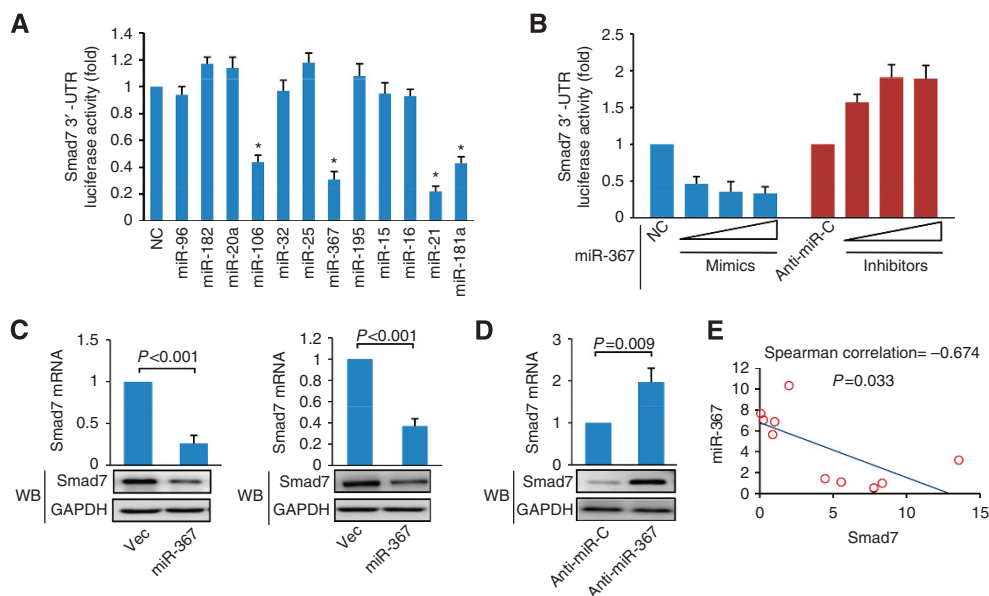 A
Smad7 3′-UTR
luciferase activity (fold)
1.4
1.2
1
0.8
0.6
0.4
0.2
0
*
*
*
*
NC
miR-96
miR-182
miR-20a
miR-106
miR-32
miR-25
miR-367
miR-195
miR-15
miR-16
miR-21
miR-181a
B
Smad7 3′-UTR
luciferase activity (fold)
2.5
2
1.5
1
0.5
0
miR-367
NC
Mimics
Anti-miR-C
Inhibitors
C
Smad7 mRNA
1.5
1
0.5
0
P<0.001
WB
Smad7
GAPDH
Vec
miR-367
Smad7 mRNA
1.2
1
0.8
0.6
0.4
0.2
0
P<0.001
WB
Smad7
GAPDH
Vec
miR-367
D
Smad7 mRNA
3
2
1
0
P=0.009
WB
Smad7
GAPDH
Anti-miR-C
Anti-miR-367
E
Spearman correlation= –0.674
P=0.033
miR-367
12
10
8
6
4
2
0
0
5
10
15
Smad7